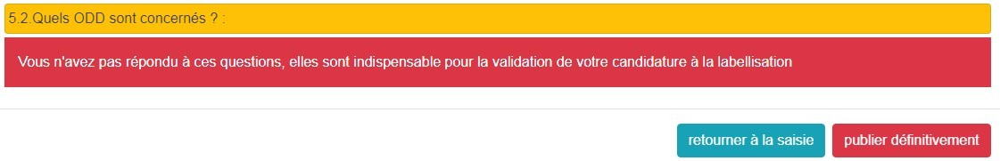 5.2.Quels ODD sont concernés ? :
Vous n'avez pas répondu à ces questions, elles sont indispensable pour la validation de votre candidature à la labellisation
retourner à la saisie publier définitivement